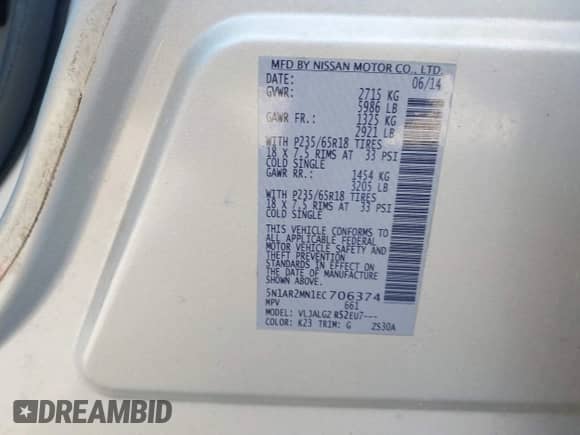 MFD BY NISSAN MOTOR CO., LTD.
DATE: 06/14
GVWR: 2715 KG
5986 LB
GAWR FR.: 1325 KG
2921 LB
WITH P235/65R18 TIRES
18 X 7.5 RIMS AT 33 PSI
COLD SINGLE
GAWR RR.: 1454 KG
3205 LB
WITH P235/65R18 TIRES
18 X 7.5 RIMS AT 33 PSI
COLD SINGLE
THIS VEHICLE CONFORMS TO
ALL APPLICABLE FEDERAL
MOTOR VEHICLE SAFETY AND
THEFT PREVENTION
STANDARDS IN EFFECT ON
THE DATE OF MANUFACTURE
SHOWN ABOVE.
5N1AR2MN1EC706374
MPV 661
MODEL: VLJALGZ R52EU7---
COLOR: K23 TRIM: G ZS30A
DREAMBID